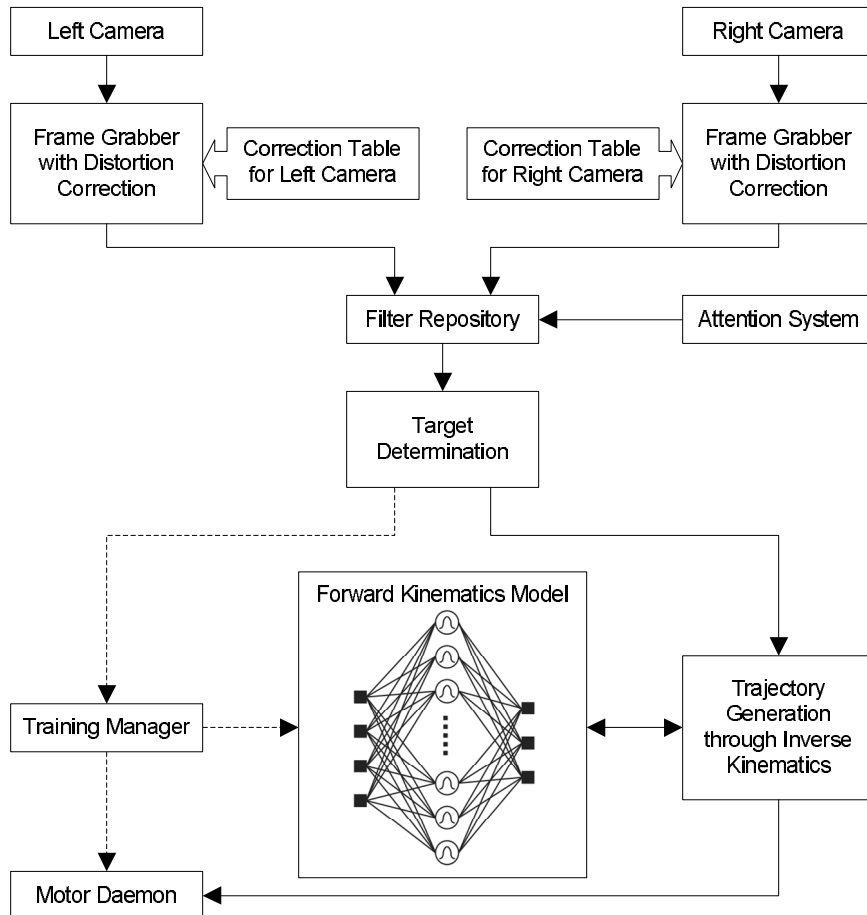 Left Camera
Right Camera
Frame Grabber
with Distortion
Correction
Correction Table
for Left Camera
Correction Table
for Right Camera
Frame Grabber
with Distortion
Correction
Filter Repository
Attention System
Target
Determination
Forward Kinematics Model
Training Manager
Trajectory
Generation
through Inverse
Kinematics
Motor Daemon